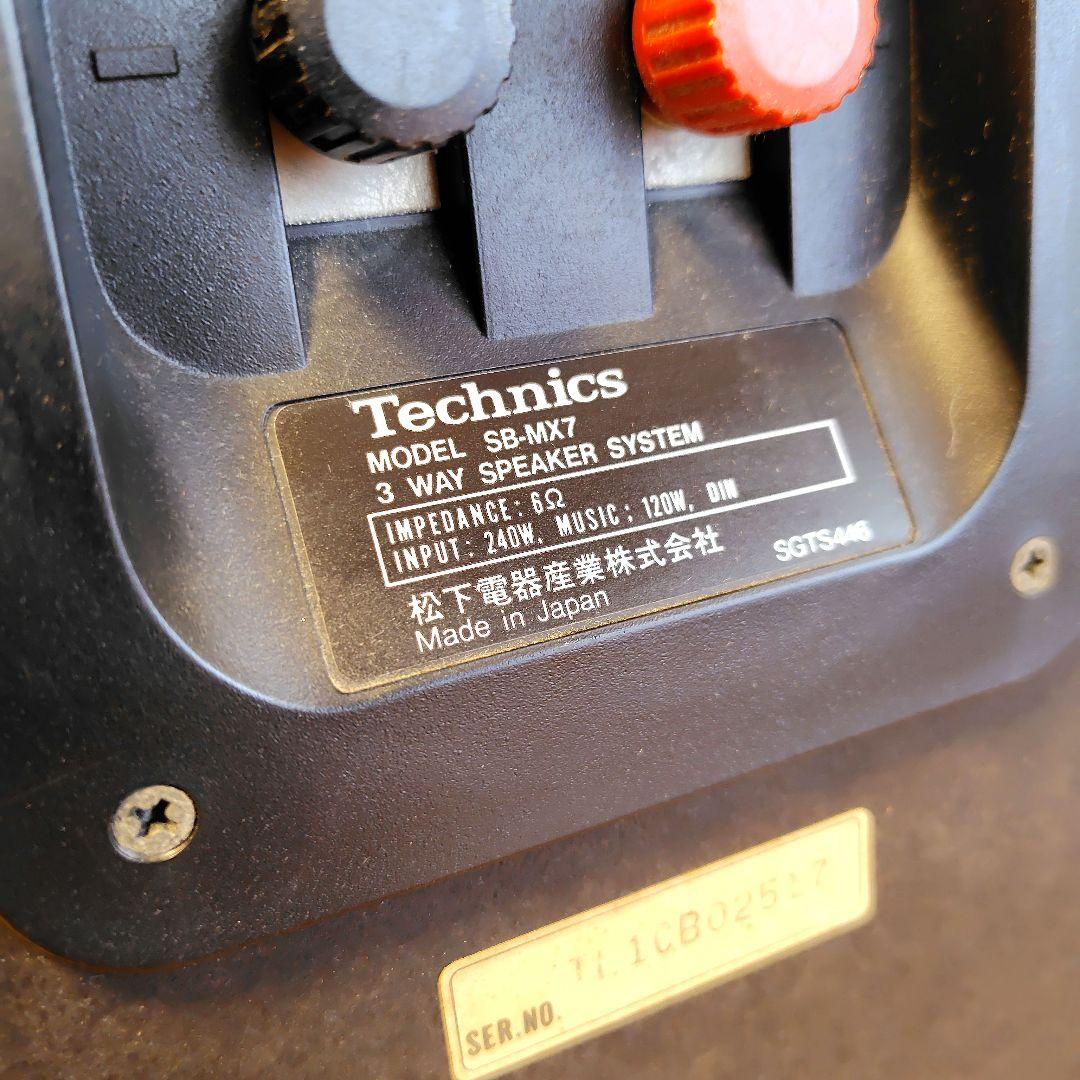 Technics
MODEL SB-MX7
3 WAY SPEAKER SYSTEM
IMPEDANCE: 6Ω
INPUT: 240W, MUSIC; 120W, DIN
松下電器産業株式会社 SGTS446
Made in Japan
SER.NO.